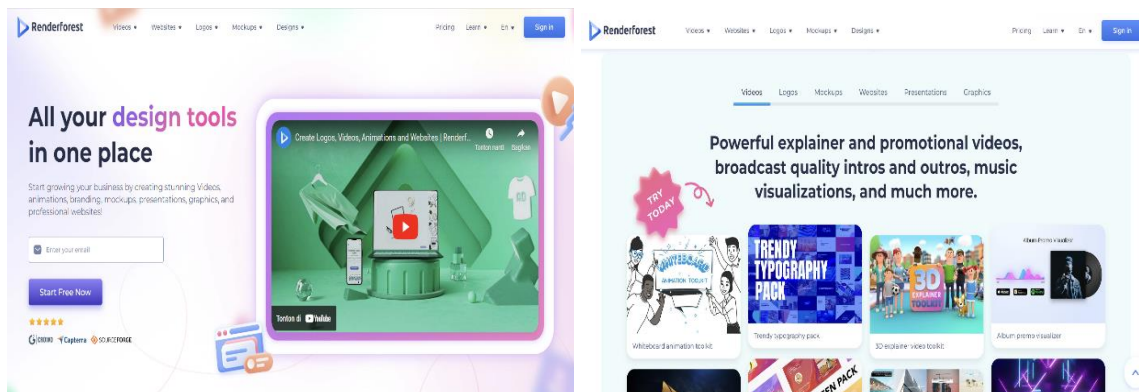 Renderforest
Videos Websites Logos Mockups Designs
Pricing Learn En Sign in
All your design tools
in one place
Start growing your business by creating stunning Videos,
animations, branding, mockups, presentations, graphics, and
professional websites!
Enter your email
Start Free Now
Capterra SOURCEFORGE
Create Logos, Videos, Animations and Websites | Renderf...
Tonton nanti Bagikan
Tonton di YouTube
Renderforest
Videos Websites Logos Mockups Designs
Pricing Learn En Sign in
Videos Logos Mockups Websites Presentations Graphics
Powerful explainer and promotional videos,
broadcast quality intros and outros, music
visualizations, and much more.
TRY
TODAY
WHITEBOARD
ANIMATION TOOLKIT
Whiteboard animation toolkit
TRENDY
TYPOGRAPHY
PACK
Trendy typography pack
3D
EXPLAINER
TOOLKIT
3D explainer video toolkit
Album Promo Visualizer
Album promo visualizer